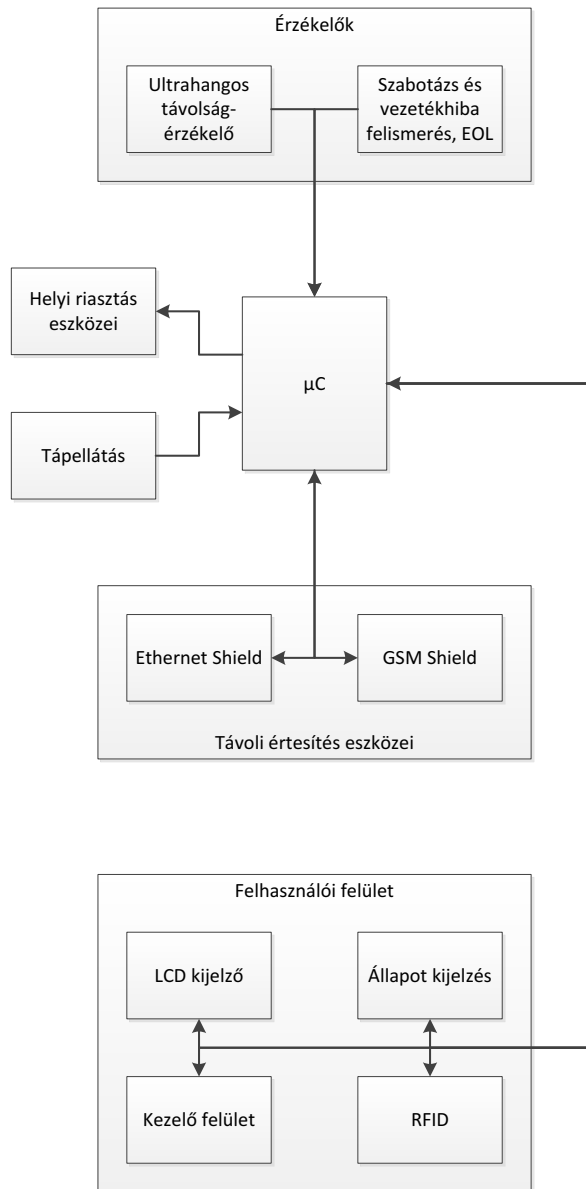 Érzékelők
Ultrahangos
távolság-
érzékelő
Szabotázs és
vezetékhiba
felismerés, EOL
Helyi riasztás
eszközei
µC
Tápellátás
Ethernet Shield
GSM Shield
Távoli értesítés eszközei
Felhasználói felület
LCD kijelző
Állapot kijelzés
Kezelő felület
RFID